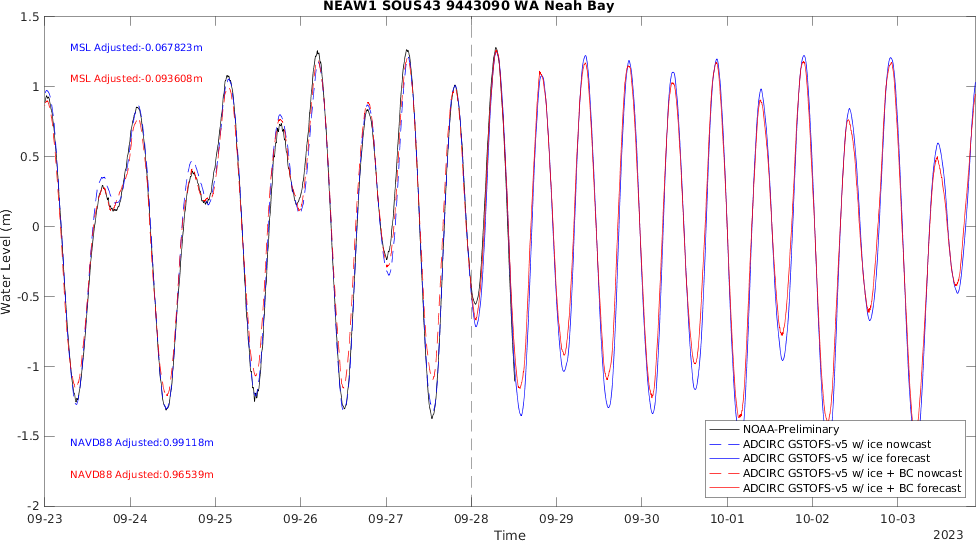 NEAW1 SOUS43 9443090 WA Neah Bay
1.5
1
0.5
0
-0.5
-1
-1.5
-2
Water Level (m)
MSL Adjusted:-0.067823m
MSL Adjusted:-0.093608m
NAVD88 Adjusted:0.99118m
NAVD88 Adjusted:0.96539m
NOAA-Preliminary
ADCIRC GSTOFS-v5 w/ ice nowcast
ADCIRC GSTOFS-v5 w/ ice forecast
ADCIRC GSTOFS-v5 w/ ice + BC nowcast
ADCIRC GSTOFS-v5 w/ ice + BC forecast
09-23 09-24 09-25 09-26 09-27 09-28 09-29 09-30 10-01 10-02 10-03
Time
2023